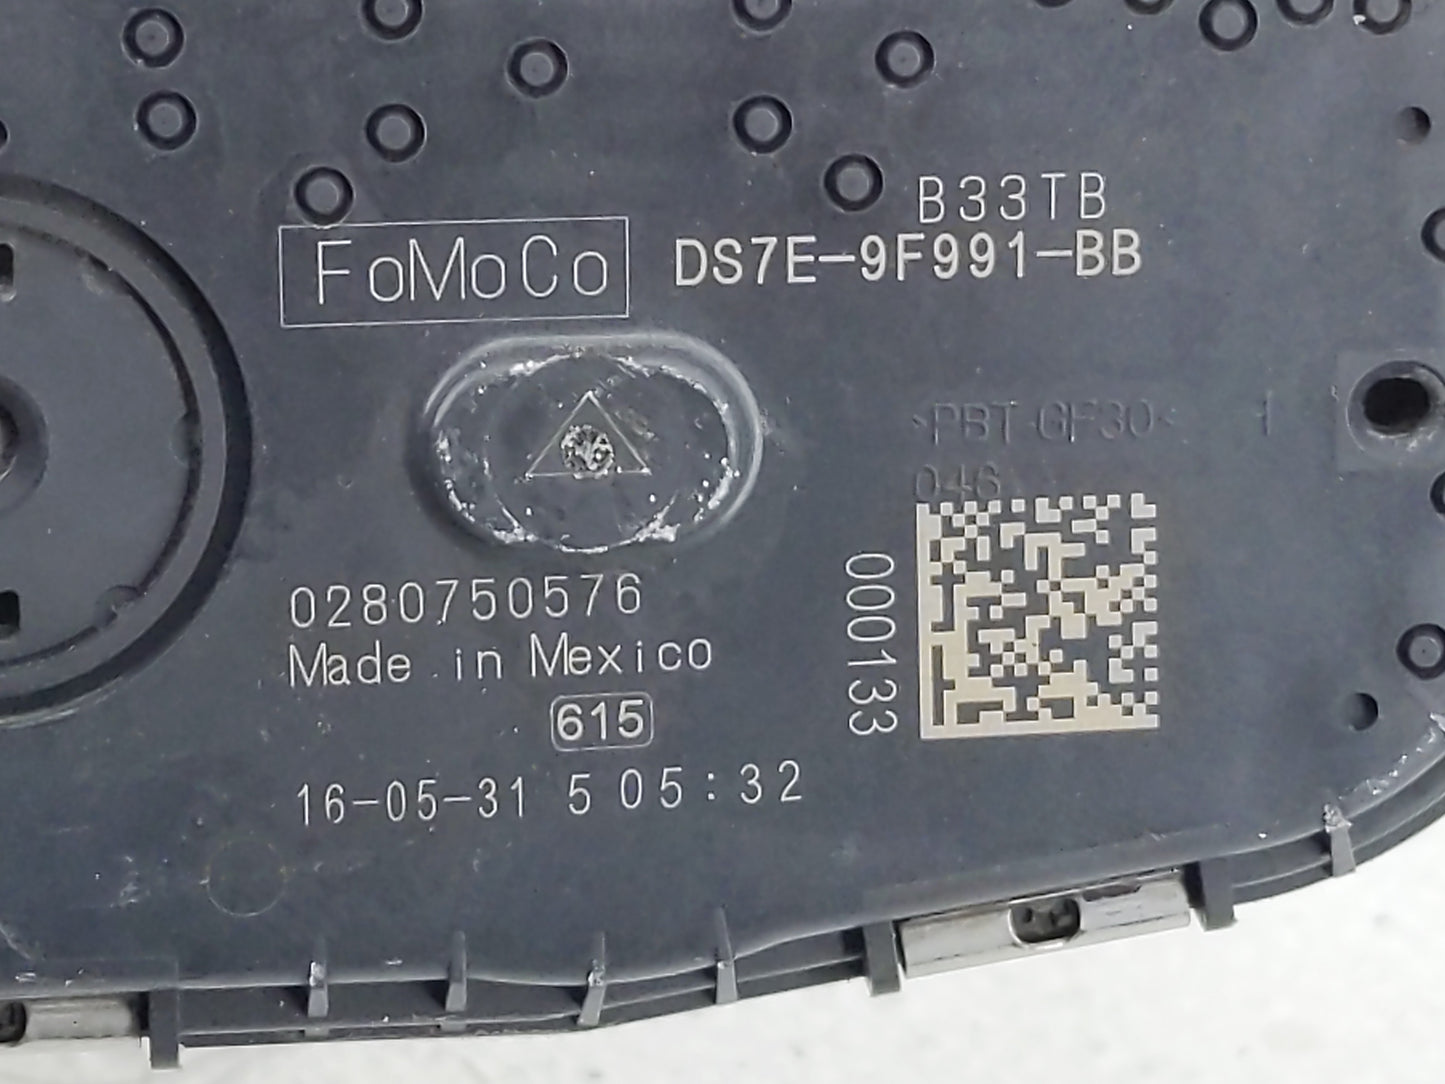 B33TB
FoMoCo DS7E-9F991-BB
>PBT GF30< 1
046
0280750576
Made in Mexico
615
16-05-31 5 05:32
000133